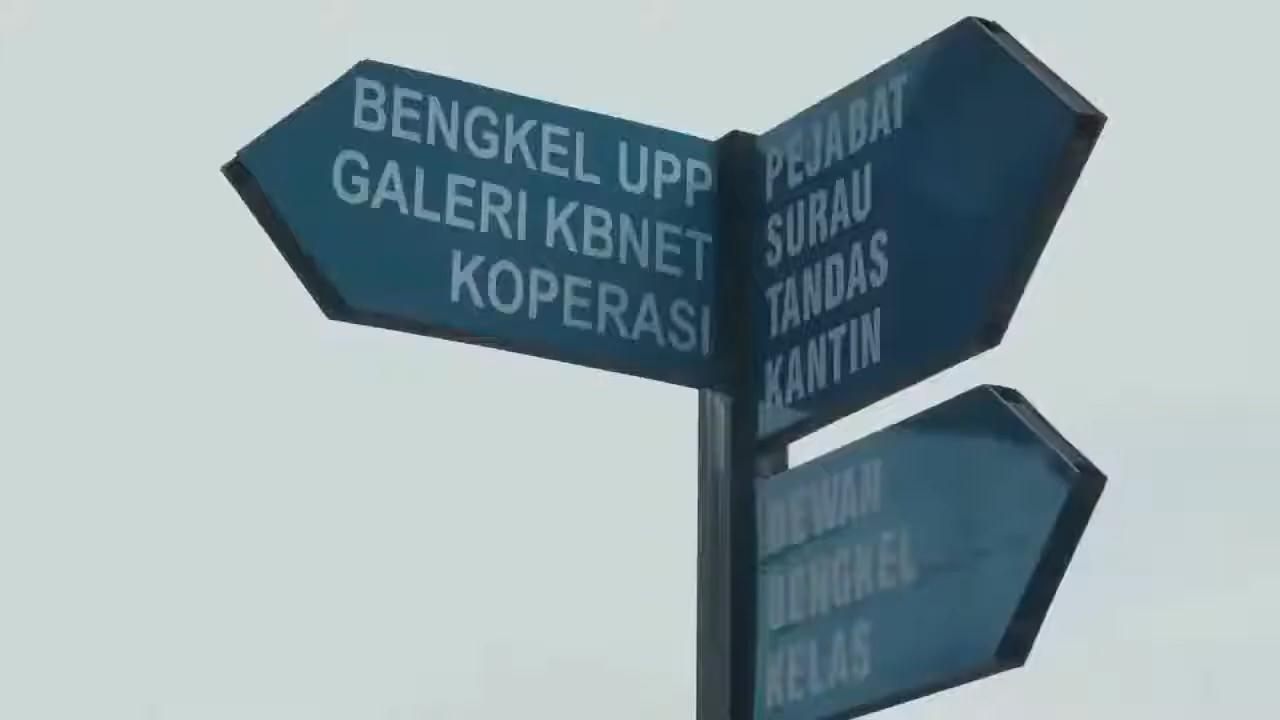 BENGKEL UPP
GALERI KBNET
KOPERASI
PEJABAT
SURAU
TANDAS
KANTIN
DEWAN
BENGKEL
KELAS